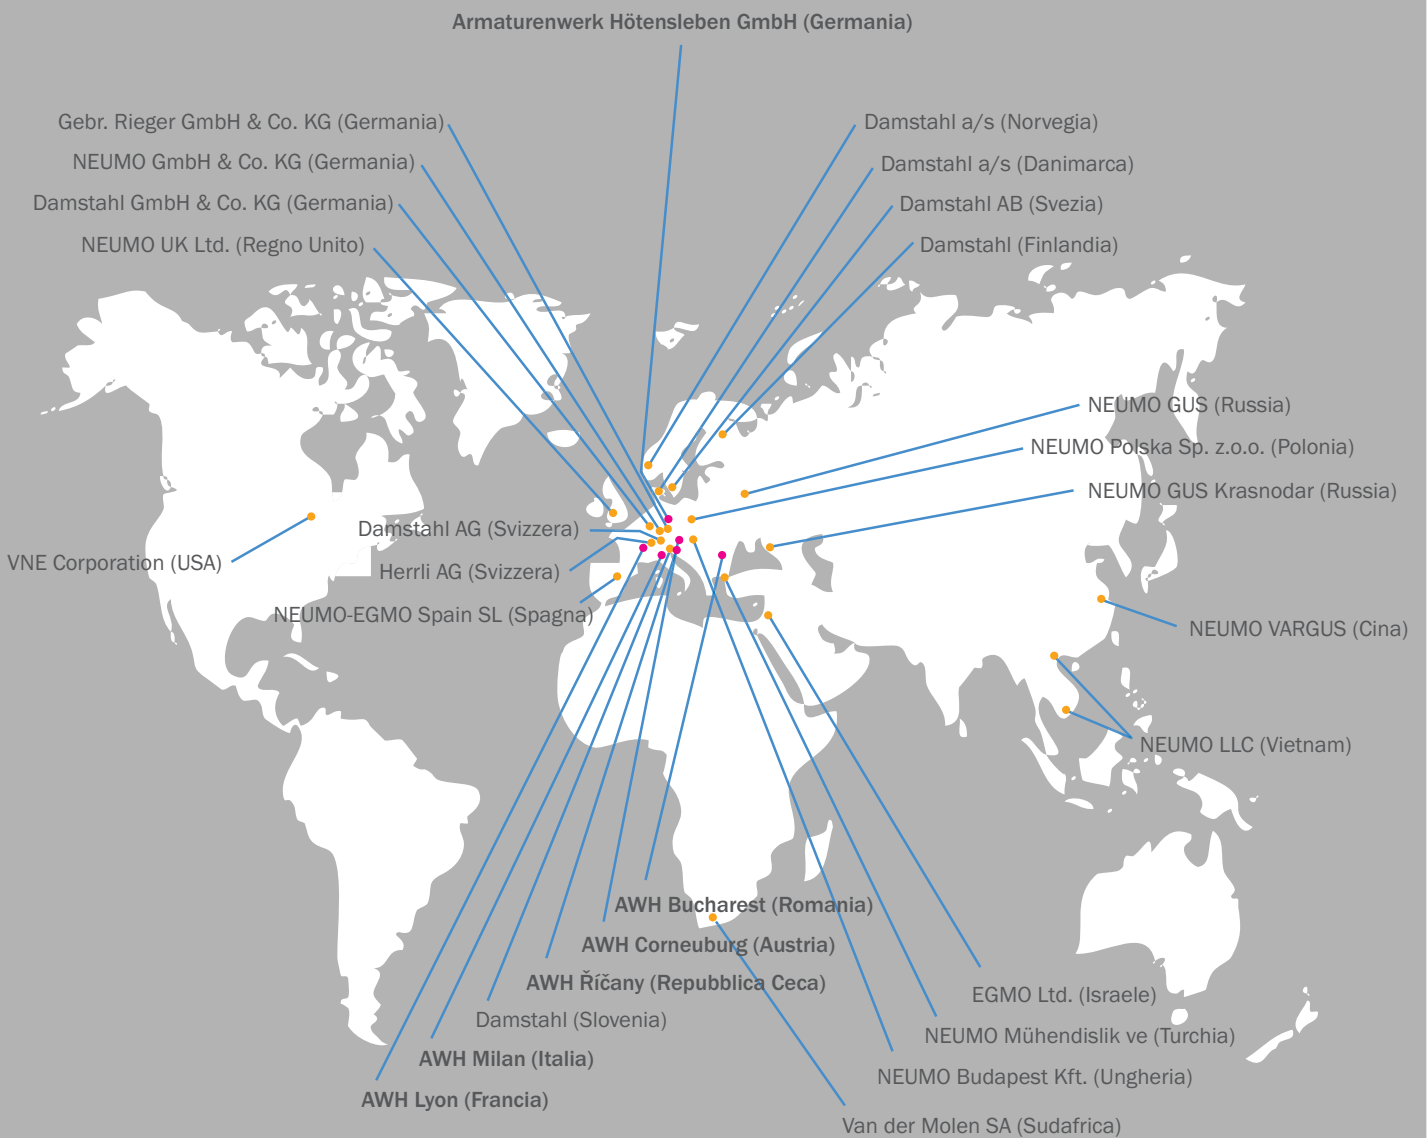 Armaturenwerk Hötensleben GmbH (Germania)
Gebr. Rieger GmbH & Co. KG (Germania)
NEUMO GmbH & Co. KG (Germania)
Damstahl GmbH & Co. KG (Germania)
NEUMO UK Ltd. (Regno Unito)
Damstahl a/s (Norvegia)
Damstahl a/s (Danimarca)
Damstahl AB (Svezia)
Damstahl (Finlandia)
NEUMO GUS (Russia)
NEUMO Polska Sp. z.o.o. (Polonia)
NEUMO GUS Krasnodar (Russia)
Damstahl AG (Svizzera)
VNE Corporation (USA)
Herrli AG (Svizzera)
NEUMO-EGMO Spain SL (Spagna)
NEUMO VARGUS (Cina)
NEUMO LLC (Vietnam)
AWH Bucharest (Romania)
AWH Corneuburg (Austria)
AWH Říčany (Repubblica Ceca)
Damstahl (Slovenia)
AWH Milan (Italia)
AWH Lyon (Francia)
EGMO Ltd. (Israele)
NEUMO Mühendislik ve (Turchia)
NEUMO Budapest Kft. (Ungheria)
Van der Molen SA (Sudafrica)